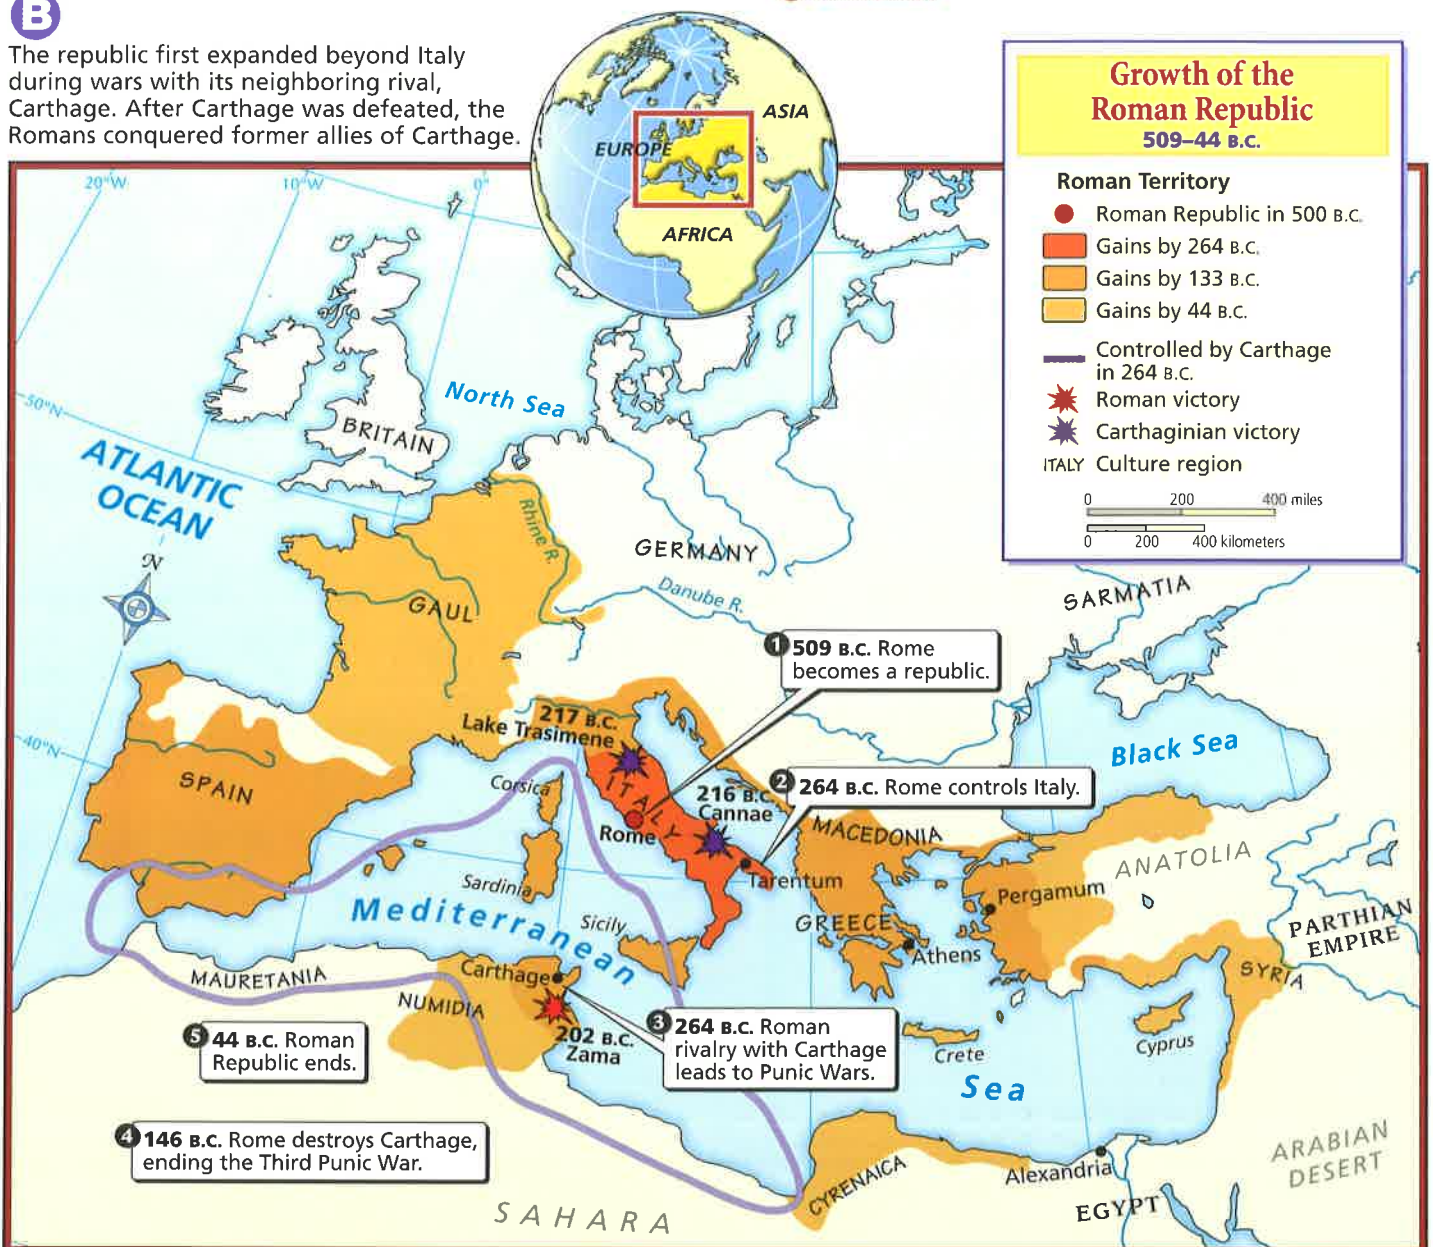 B
The republic first expanded beyond Italy
during wars with its neighboring rival,
Carthage. After Carthage was defeated, the
Romans conquered former allies of Carthage.
ASIA
EUROPE
AFRICA
Growth of the
Roman Republic
509–44 B.C.
Roman Territory
Roman Republic in 500 B.C.
Gains by 264 B.C.
Gains by 133 B.C.
Gains by 44 B.C.
Controlled by Carthage
in 264 B.C.
Roman victory
Carthaginian victory
ITALY Culture region
0 200 400 miles
0 200 400 kilometers
20°W
10°W
0°
50°N
40°N
North Sea
BRITAIN
ATLANTIC
OCEAN
N
Rhine R.
GERMANY
Danube R.
GAUL
SARMATIA
1 509 B.C. Rome
becomes a republic.
217 B.C.
Lake Trasimene
Black Sea
SPAIN
Corsica
ITALY
216 B.C.
Cannae
2 264 B.C. Rome controls Italy.
Rome
MACEDONIA
ANATOLIA
Tarentum
Sardinia
Pergamum
Mediterranean
Sicily
GREECE
PARTHIAN
EMPIRE
Athens
Carthage
MAURETANIA
SYRIA
NUMIDIA
5 44 B.C. Roman
Republic ends.
202 B.C.
Zama
3 264 B.C. Roman
rivalry with Carthage
leads to Punic Wars.
Crete
Cyprus
Sea
4 146 B.C. Rome destroys Carthage,
ending the Third Punic War.
CYRENAICA
Alexandria
ARABIAN
DESERT
EGYPT
SAHARA